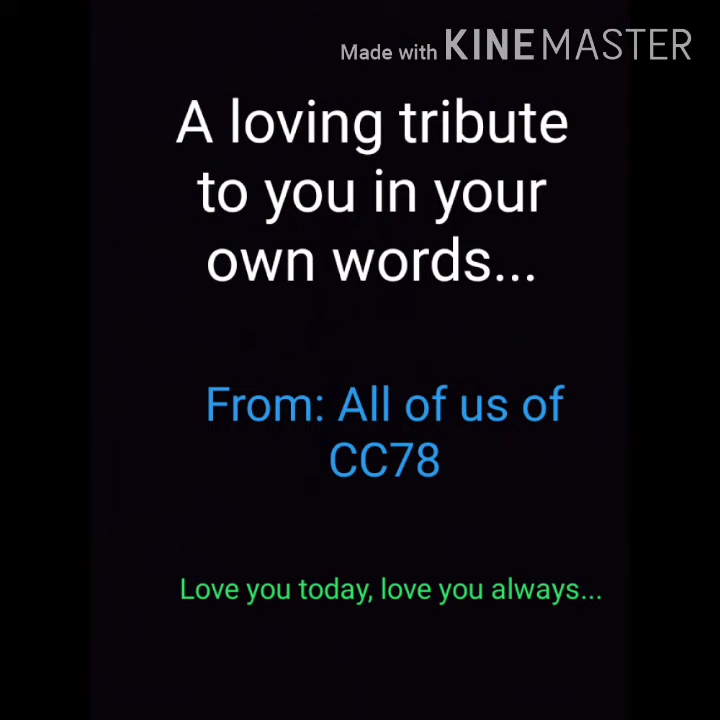 Made with KINEMASTER
A loving tribute
to you in your
own words...
From: All of us of
CC78
Love you today, love you always...